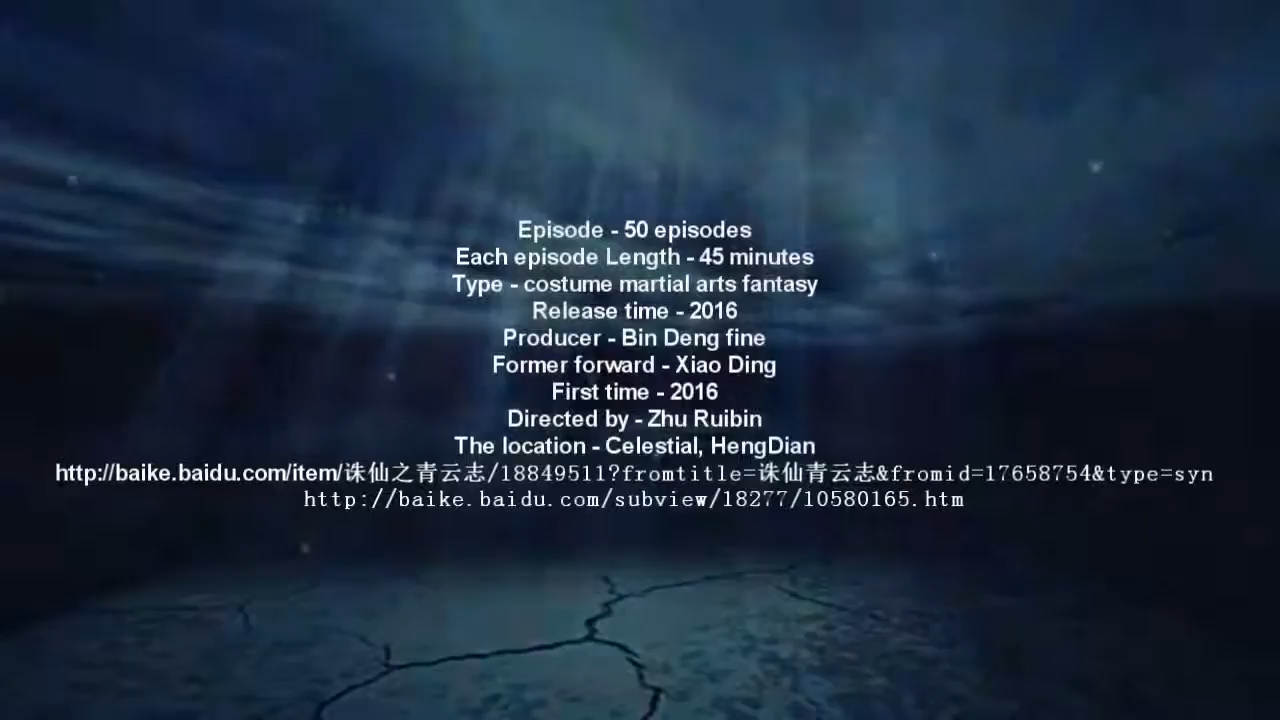 Episode - 50 episodes
Each episode Length - 45 minutes
Type - costume martial arts fantasy
Release time - 2016
Producer - Bin Deng fine
Former forward - Xiao Ding
First time - 2016
Directed by - Zhu Ruibin
The location - Celestial, HengDian
http://baike.baidu.com/item/诛仙之青云志/18849511?fromtitle=诛仙青云志&fromid=17658754&type=syn
http://baike.baidu.com/subview/18277/10580165.htm